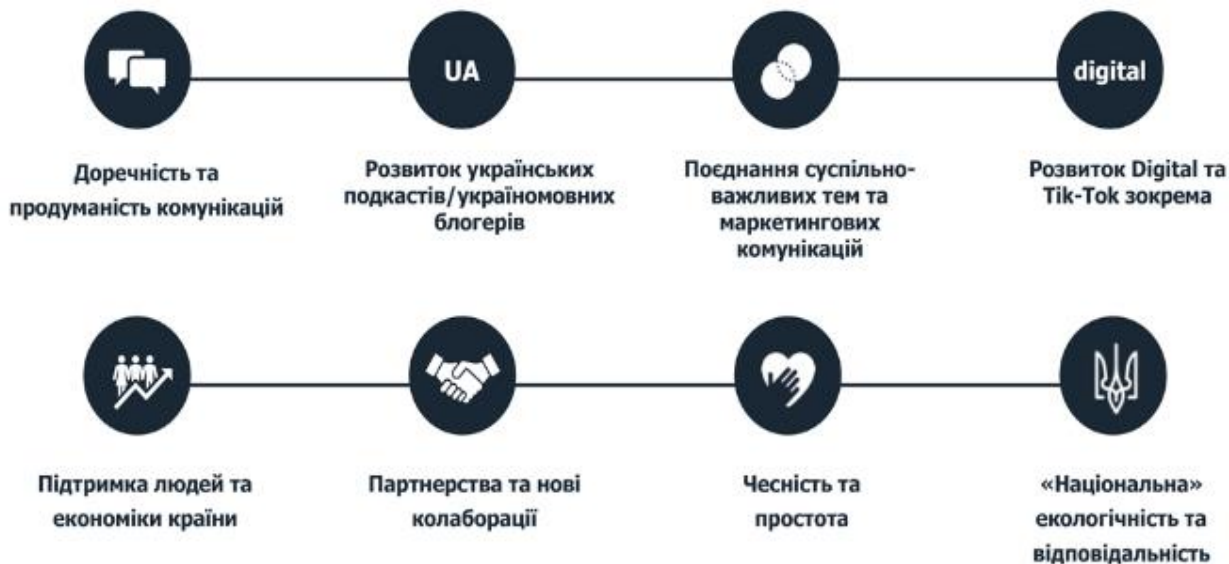 UA
digital
Доречність та
продуманість комунікацій
Розвиток українських
подкастів/україномовних
блогерів
Поєднання суспільно-
важливих тем та
маркетингових
комунікацій
Розвиток Digital та
Tik-Tok зокрема
Підтримка людей та
економіки країни
Партнерства та нові
колаборації
Чесність та
простота
«Національна»
екологічність та
відповідальність